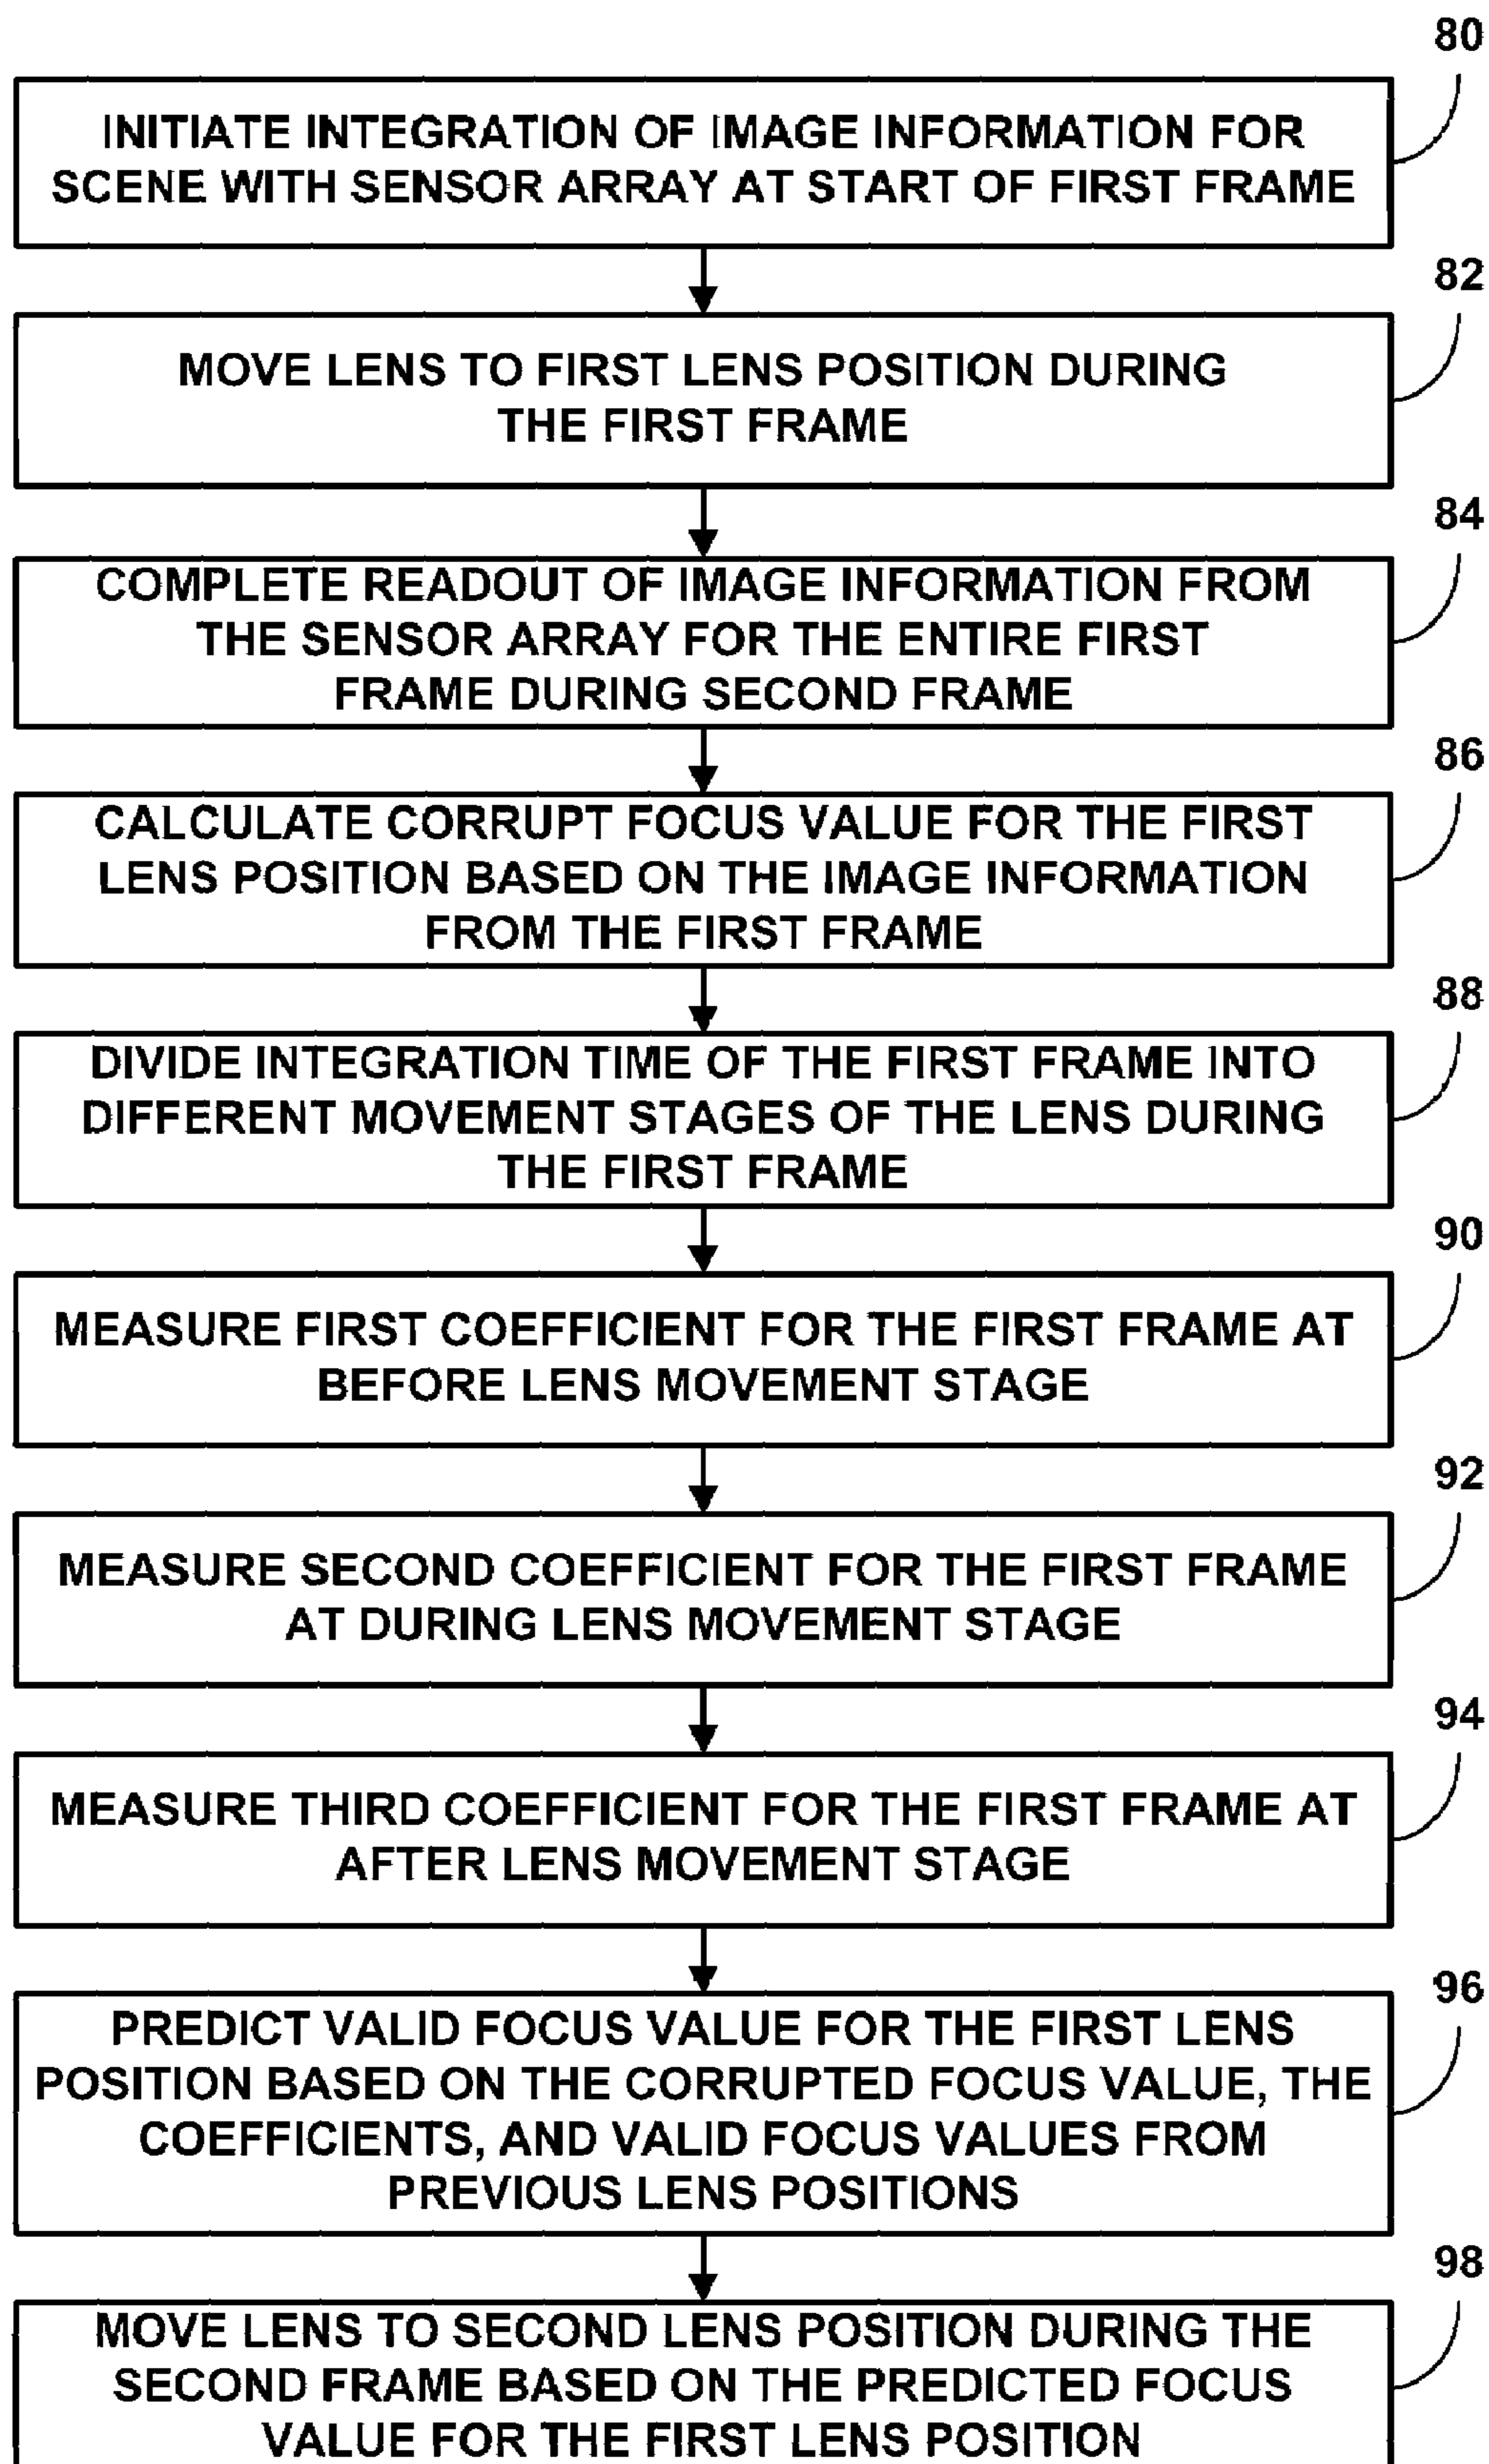 80
INITIATE INTEGRATION OF IMAGE INFORMATION FOR
SCENE WITH SENSOR ARRAY AT START OF FIRST FRAME
82
MOVE LENS TO FIRST LENS POSITION DURING
THE FIRST FRAME
84
COMPLETE READOUT OF IMAGE INFORMATION FROM
THE SENSOR ARRAY FOR THE ENTIRE FIRST
FRAME DURING SECOND FRAME
86
CALCULATE CORRUPT FOCUS VALUE FOR THE FIRST
LENS POSITION BASED ON THE IMAGE INFORMATION
FROM THE FIRST FRAME
88
DIVIDE INTEGRATION TIME OF THE FIRST FRAME INTO
DIFFERENT MOVEMENT STAGES OF THE LENS DURING
THE FIRST FRAME
90
MEASURE FIRST COEFFICIENT FOR THE FIRST FRAME AT
BEFORE LENS MOVEMENT STAGE
92
MEASURE SECOND COEFFICIENT FOR THE FIRST FRAME
AT DURING LENS MOVEMENT STAGE
94
MEASURE THIRD COEFFICIENT FOR THE FIRST FRAME AT
AFTER LENS MOVEMENT STAGE
96
PREDICT VALID FOCUS VALUE FOR THE FIRST LENS
POSITION BASED ON THE CORRUPTED FOCUS VALUE, THE
COEFFICIENTS, AND VALID FOCUS VALUES FROM
PREVIOUS LENS POSITIONS
98
MOVE LENS TO SECOND LENS POSITION DURING THE
SECOND FRAME BASED ON THE PREDICTED FOCUS
VALUE FOR THE FIRST LENS POSITION